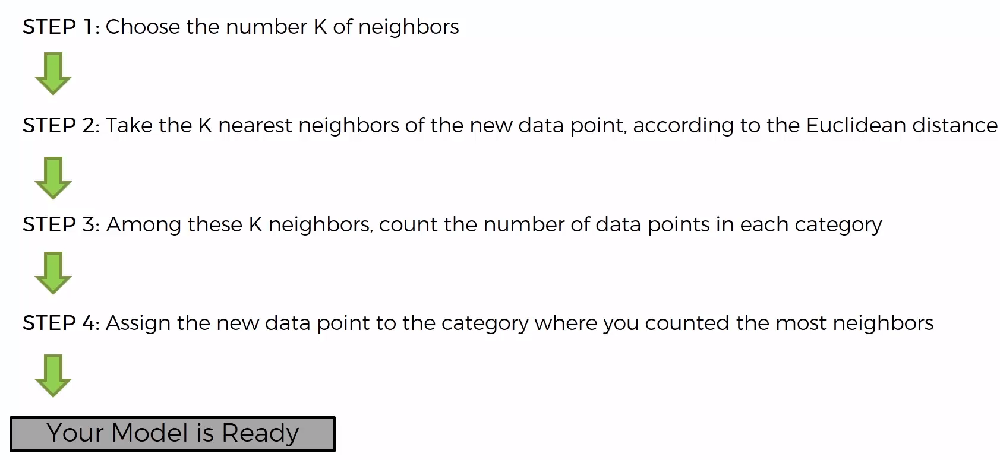 STEP 1: Choose the number K of neighbors
STEP 2: Take the K nearest neighbors of the new data point, according to the Euclidean distance
STEP 3: Among these K neighbors, count the number of data points in each category
STEP 4: Assign the new data point to the category where you counted the most neighbors
Your Model is Ready